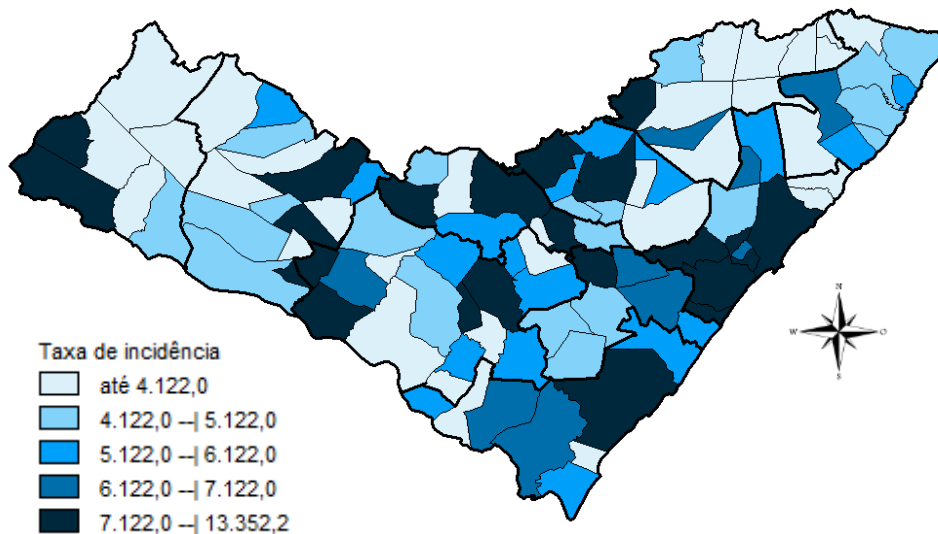 N
W
O
S
Taxa de incidência
até 4.122,0
4.122,0 --| 5.122,0
5.122,0 --| 6.122,0
6.122,0 --| 7.122,0
7.122,0 --| 13.352,2